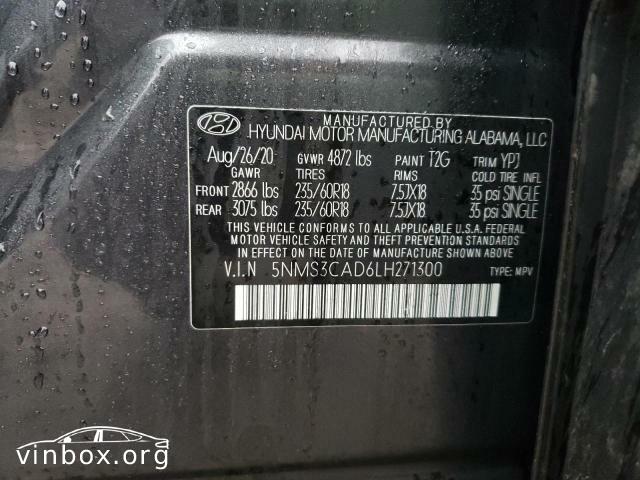 MANUFACTURED BY
HYUNDAI MOTOR MANUFACTURING ALABAMA, LLC
Aug/26/20 GVWR 4872 lbs PAINT T2G TRIM YPJ
GAWR TIRES RIMS COLD TIRE INFL
FRONT 2866 lbs 235/60R18 7.5JX18 35 psi SINGLE
REAR 3075 lbs 235/60R18 7.5JX18 35 psi SINGLE
THIS VEHICLE CONFORMS TO ALL APPLICABLE U.S.A. FEDERAL
MOTOR VEHICLE SAFETY AND THEFT PREVENTION STANDARDS
IN EFFECT ON THE DATE OF MANUFACTURE SHOWN ABOVE.
V.I.N 5NMS3CAD6LH271300 TYPE: MPV
vinbox.org